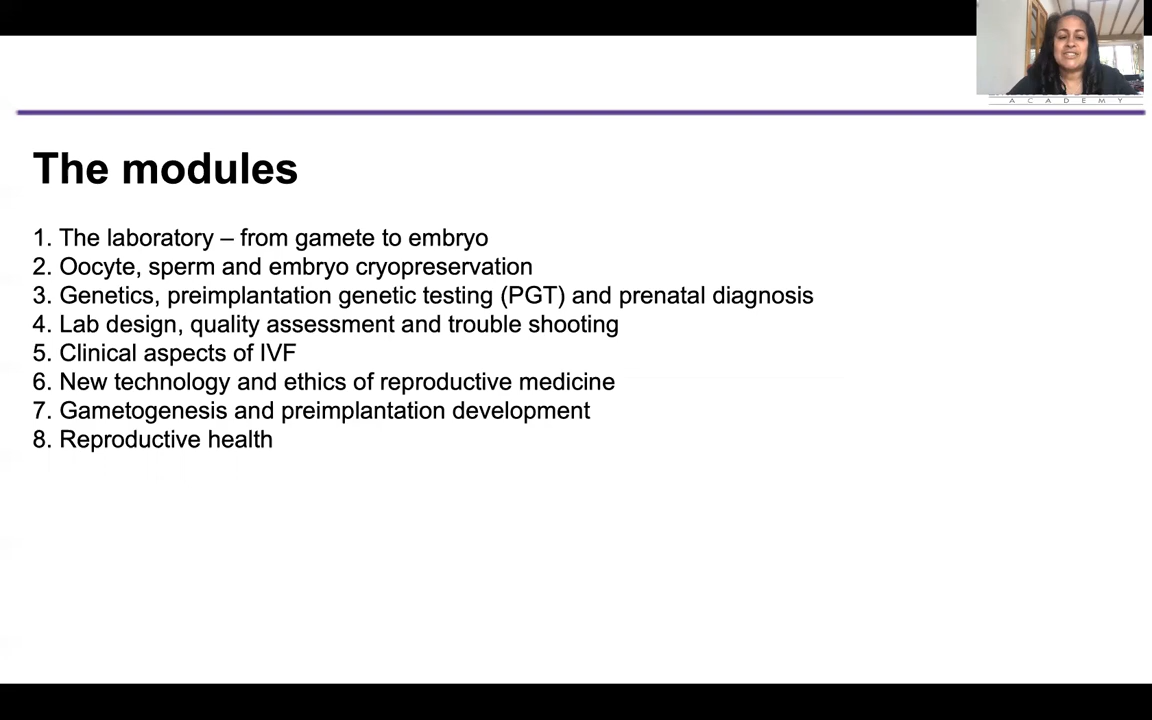 ACADEMY
The modules
1. The laboratory – from gamete to embryo
2. Oocyte, sperm and embryo cryopreservation
3. Genetics, preimplantation genetic testing (PGT) and prenatal diagnosis
4. Lab design, quality assessment and trouble shooting
5. Clinical aspects of IVF
6. New technology and ethics of reproductive medicine
7. Gametogenesis and preimplantation development
8. Reproductive health